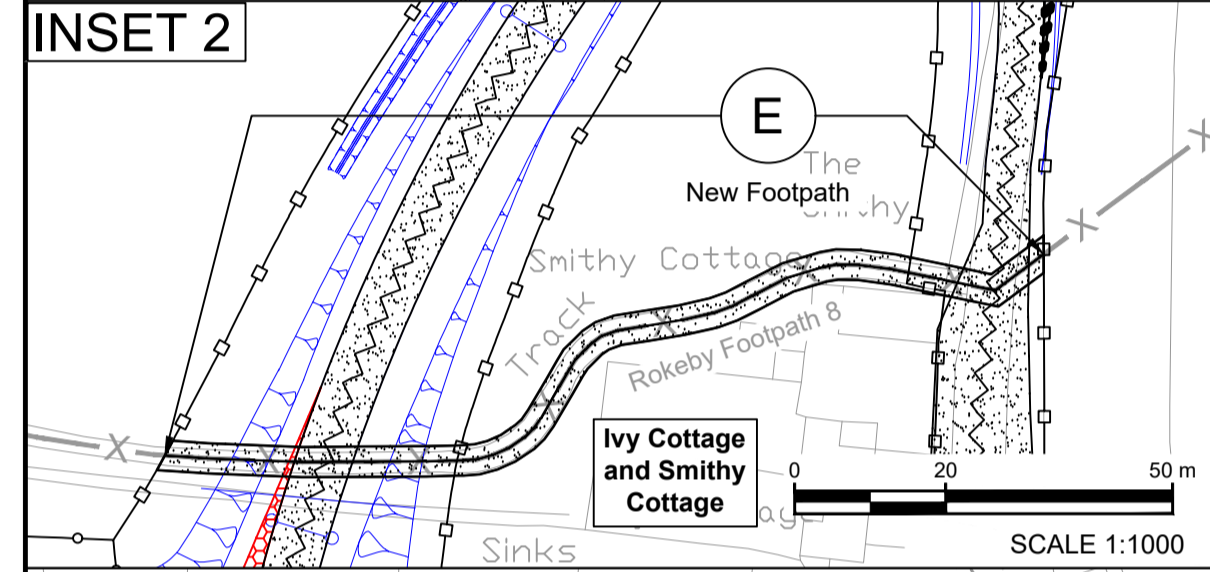 INSET 2
E
The
New Footpath
Smithy Cottage
Track
Rokeby Footpath 8
Ivy Cottage
and Smithy
Cottage
0 20 50 m
SCALE 1:1000
Sinks